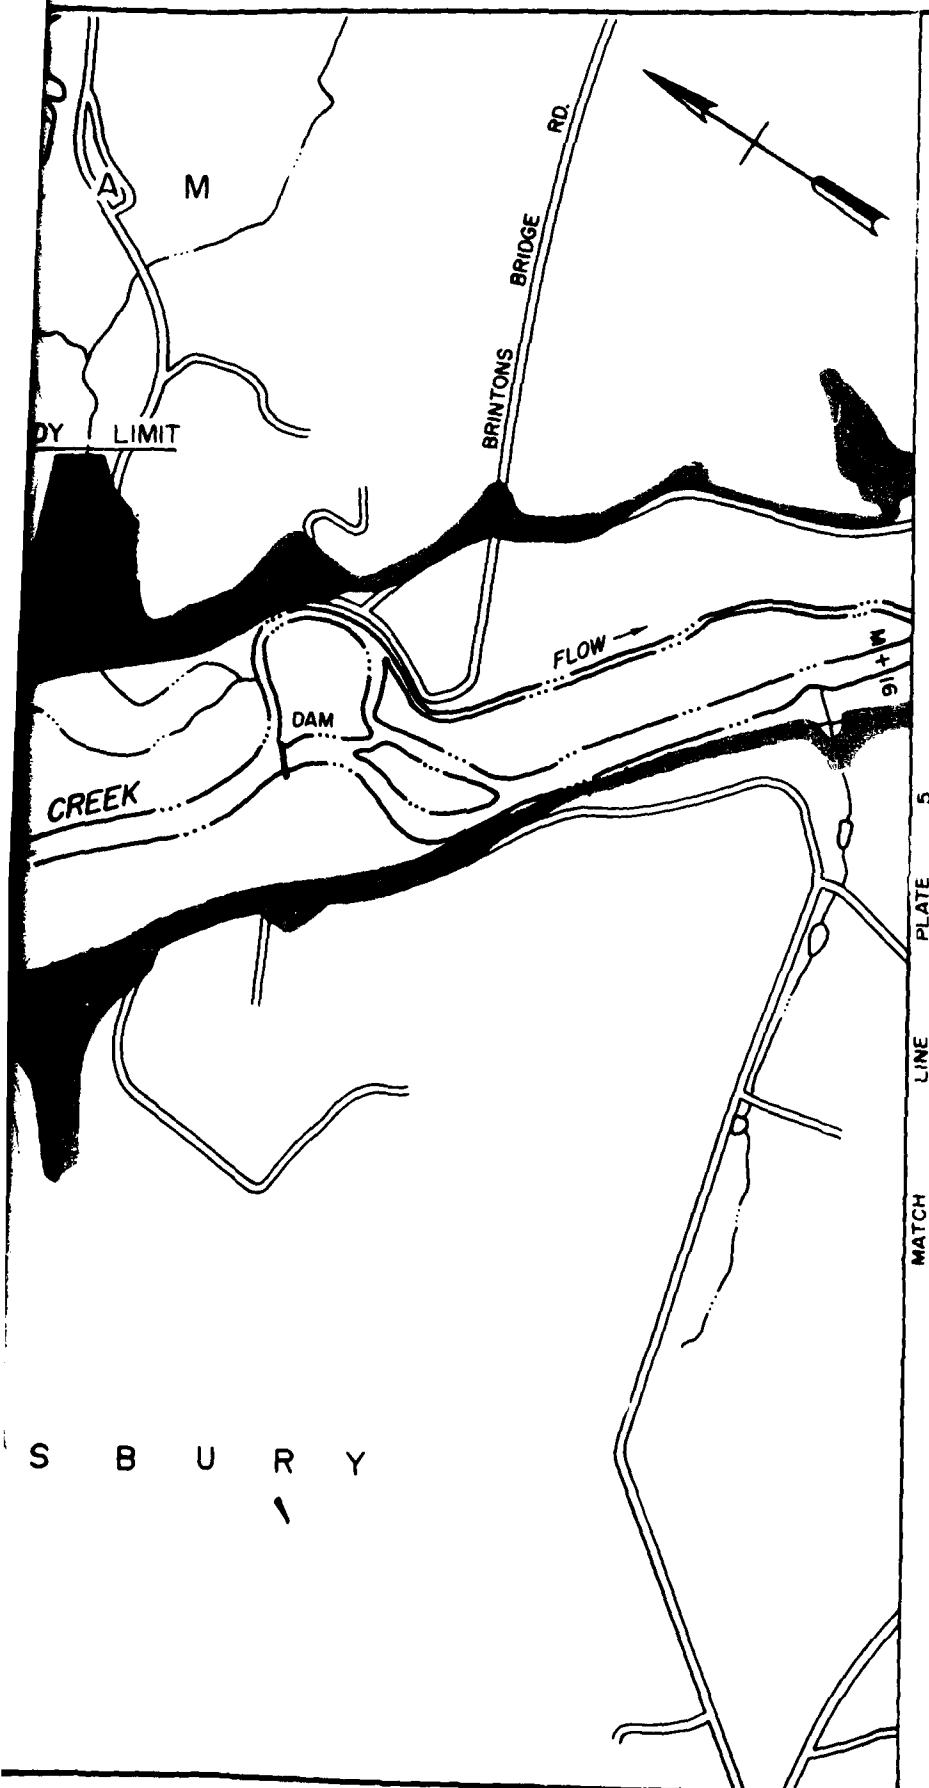 RD.
BRIDGE
BRINTONS
A M
DY LIMIT
FLOW
M + 16
DAM
CREEK
MATCH LINE PLATE 5
S B U R Y